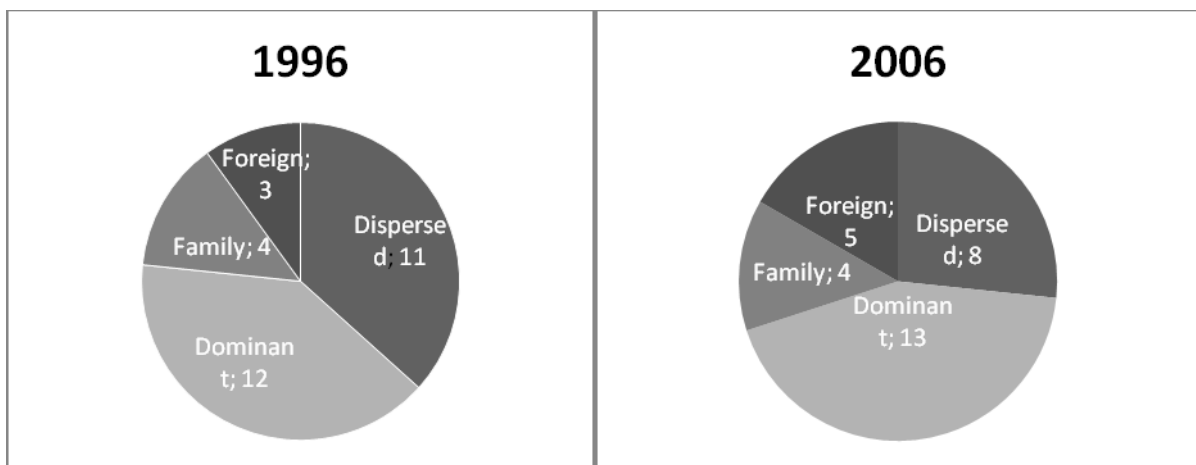 1996
Foreign;
3
Disperse
d; 11
Family; 4
Dominan
t; 12
2006
Foreign;
5
Disperse
d; 8
Family; 4
Dominan
t; 13